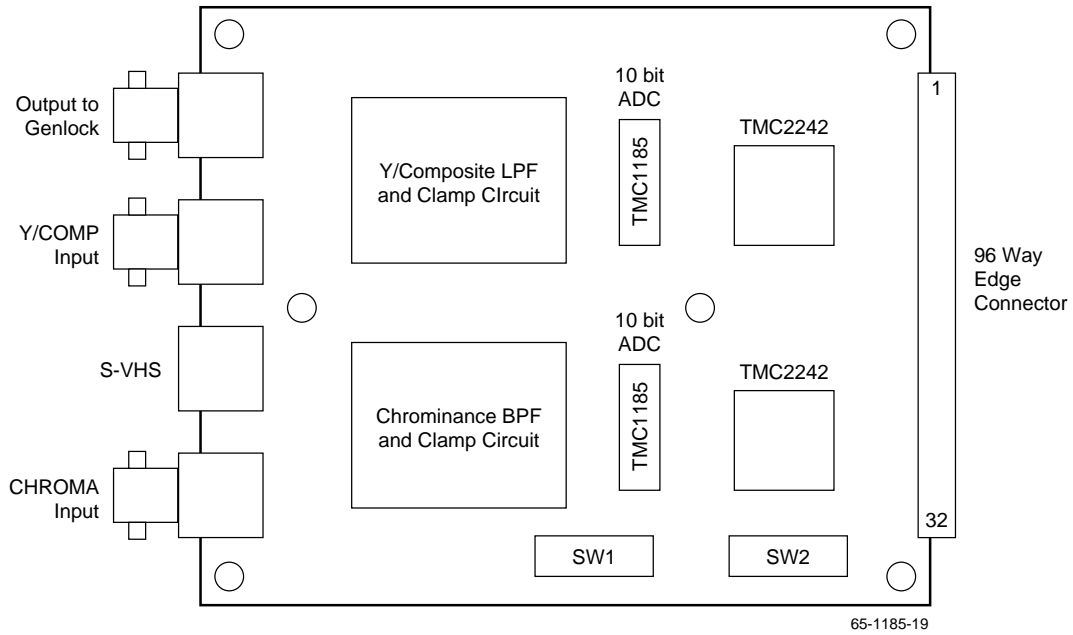 Output to
Genlock
Y/COMP
Input
S-VHS
CHROMA
Input
Y/Composite LPF
and Clamp CIrcuit
10 bit
ADC
TMC1185
TMC2242
Chrominance BPF
and Clamp Circuit
10 bit
ADC
TMC1185
TMC2242
SW1
SW2
1
32
96 Way
Edge
Connector
65-1185-19